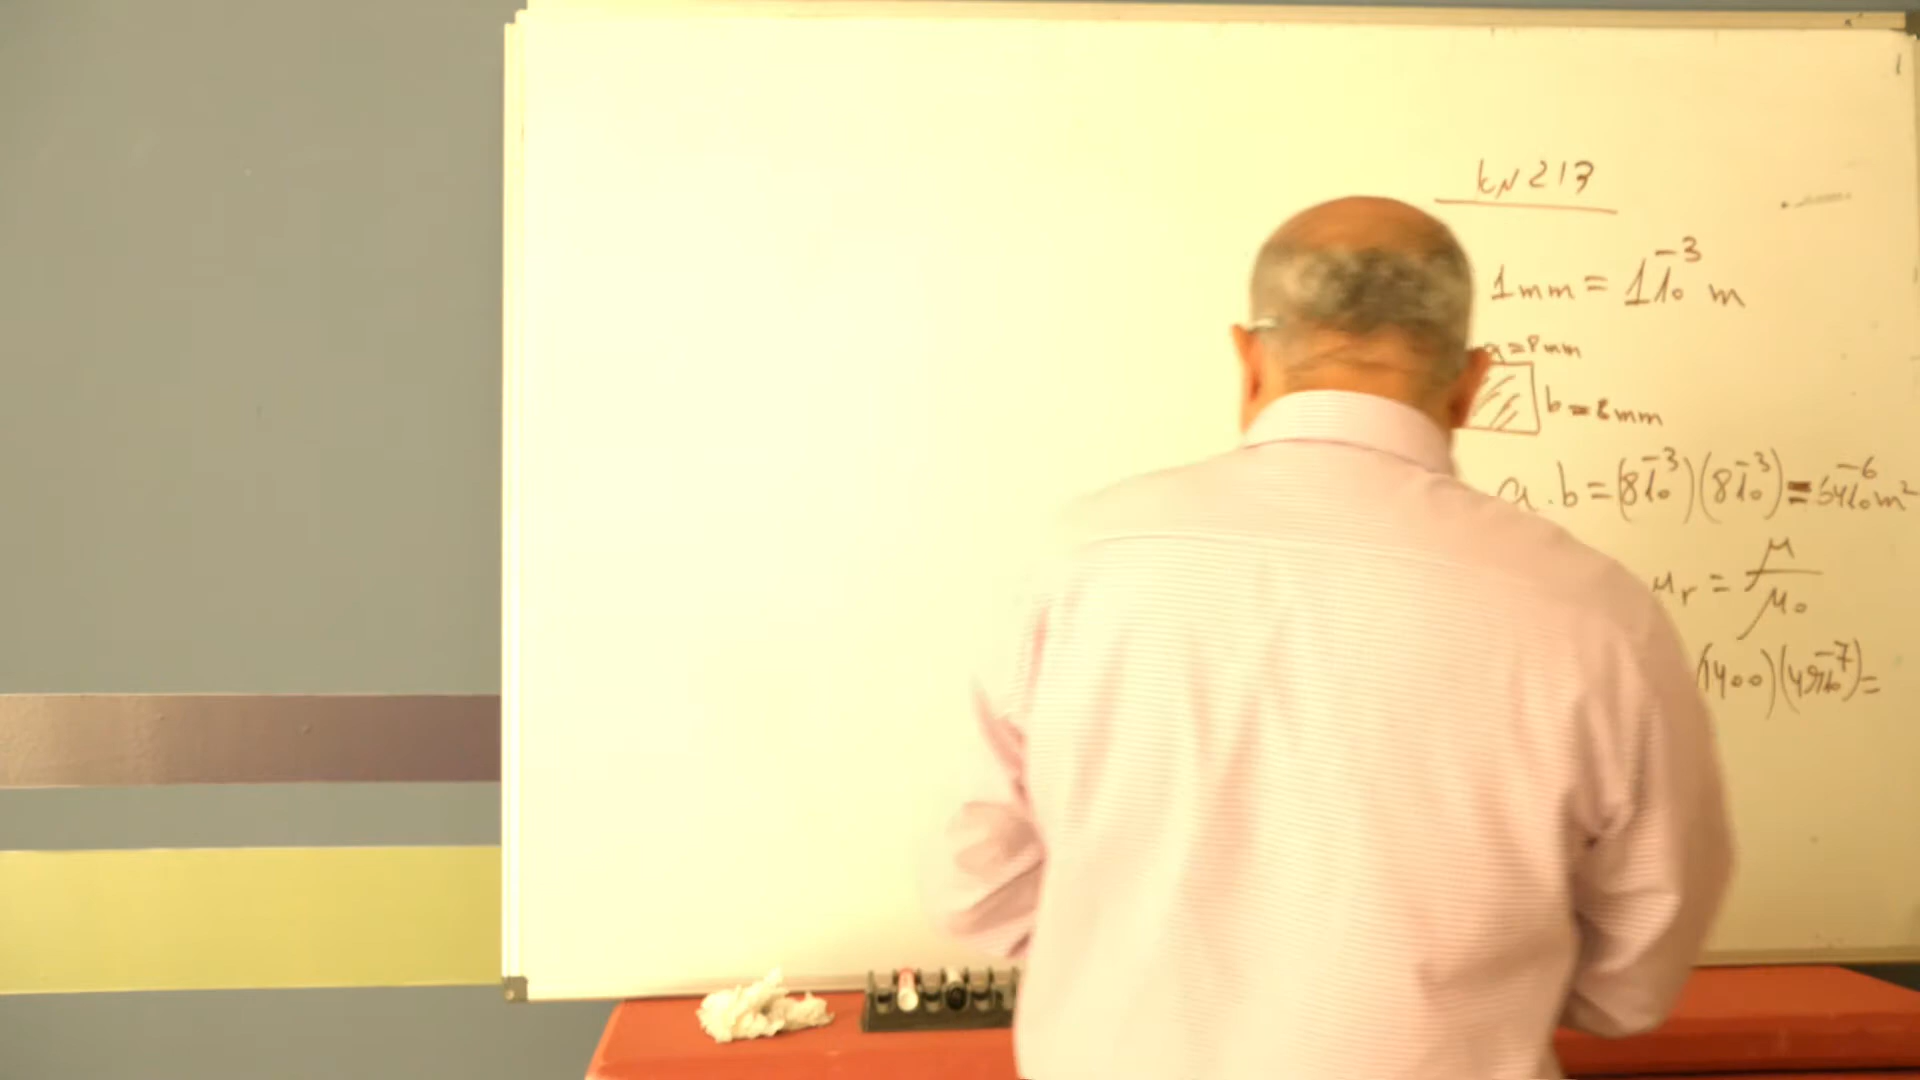 kN 213
1mm = 1 10⁻³ m
a = 8mm
b = 8mm
a . b = (8 10⁻³)(8 10⁻³) = 64 10⁻⁶ m²
μr = μ/μ₀
(1400)(4π 10⁻⁷) =